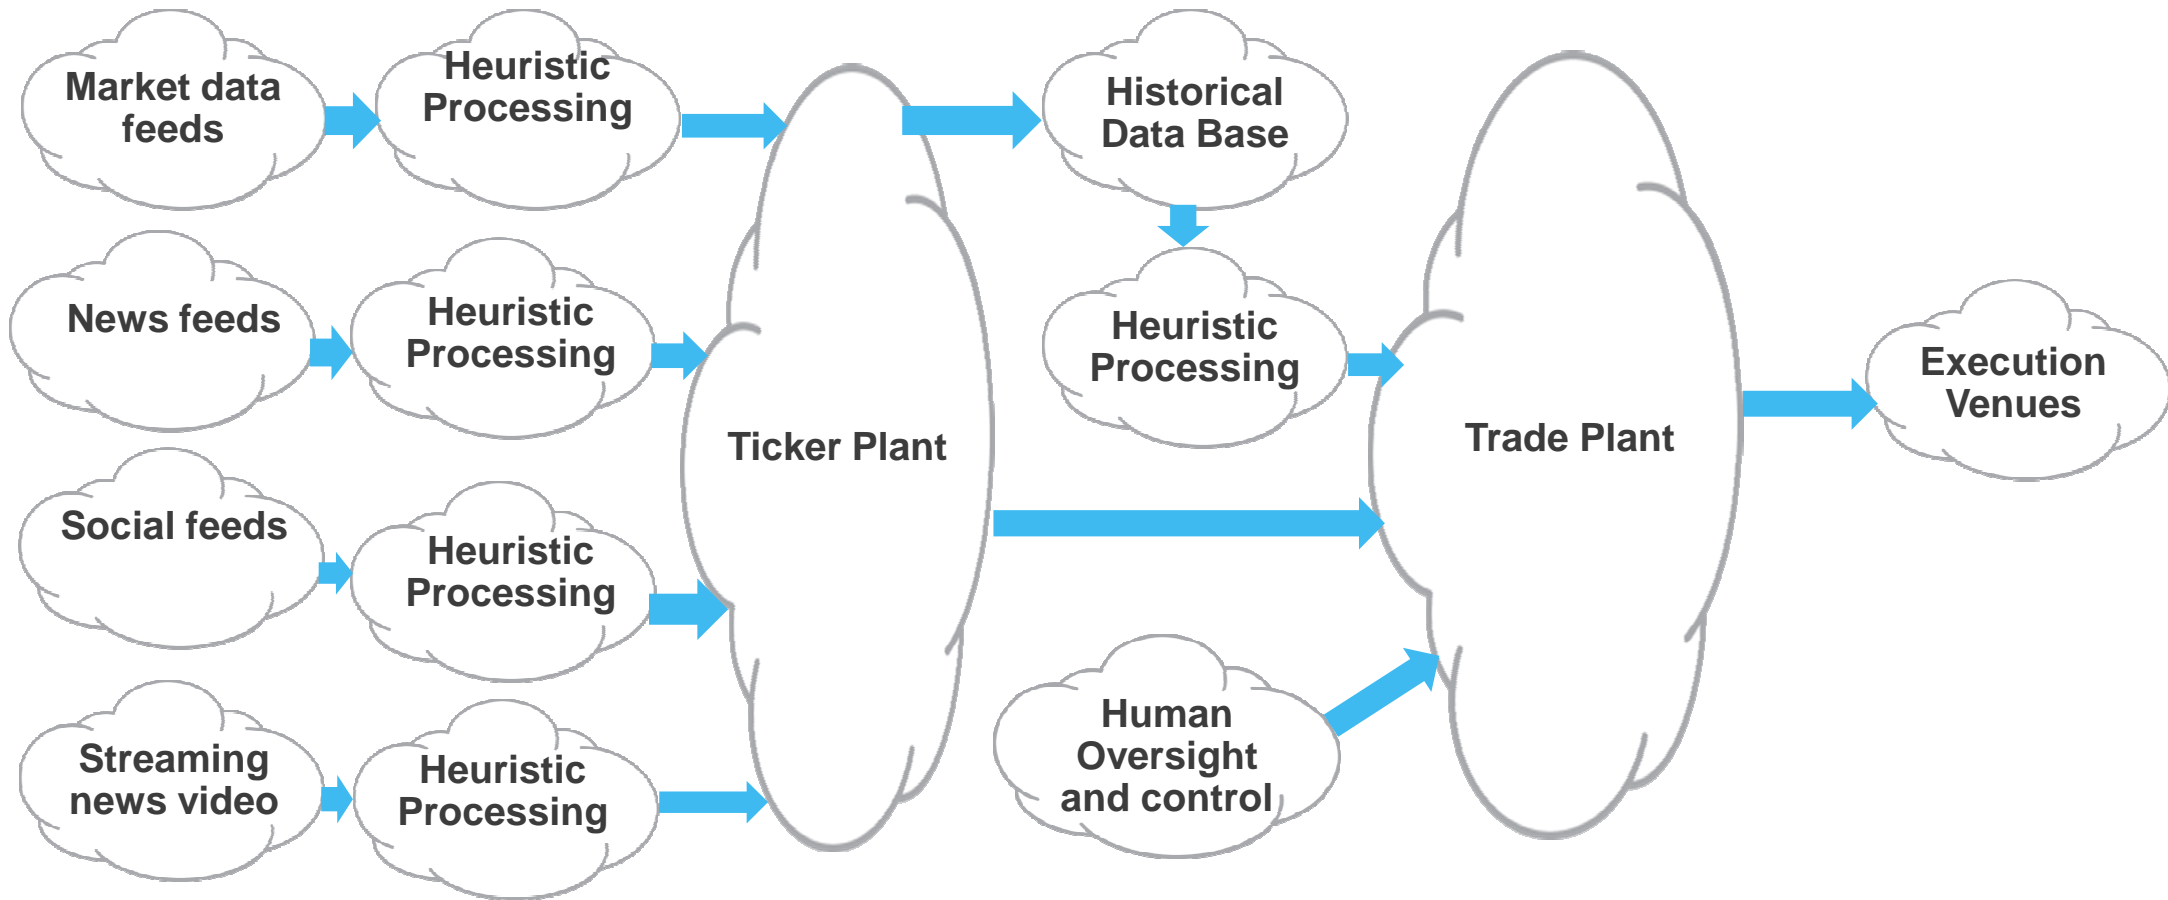 Market data
feeds
Heuristic
Processing
Historical
Data Base
News feeds
Heuristic
Processing
Heuristic
Processing
Execution
Venues
Ticker Plant
Trade Plant
Social feeds
Heuristic
Processing
Human
Oversight
and control
Streaming
news video
Heuristic
Processing